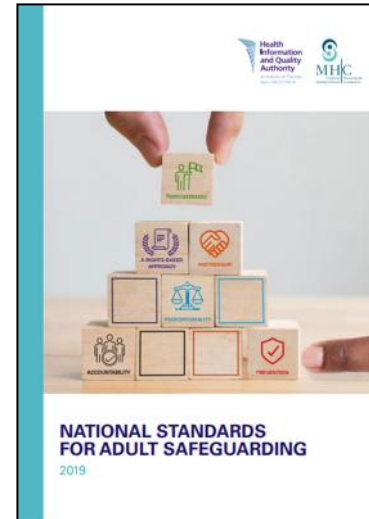 Health
Information
and Quality
Authority
MHC
A RIGHTS-BASED
APPROACH
PARTNERSHIP
PROPORTIONALITY
ACCOUNTABILITY
PREVENTION
NATIONAL STANDARDS
FOR ADULT SAFEGUARDING
2019